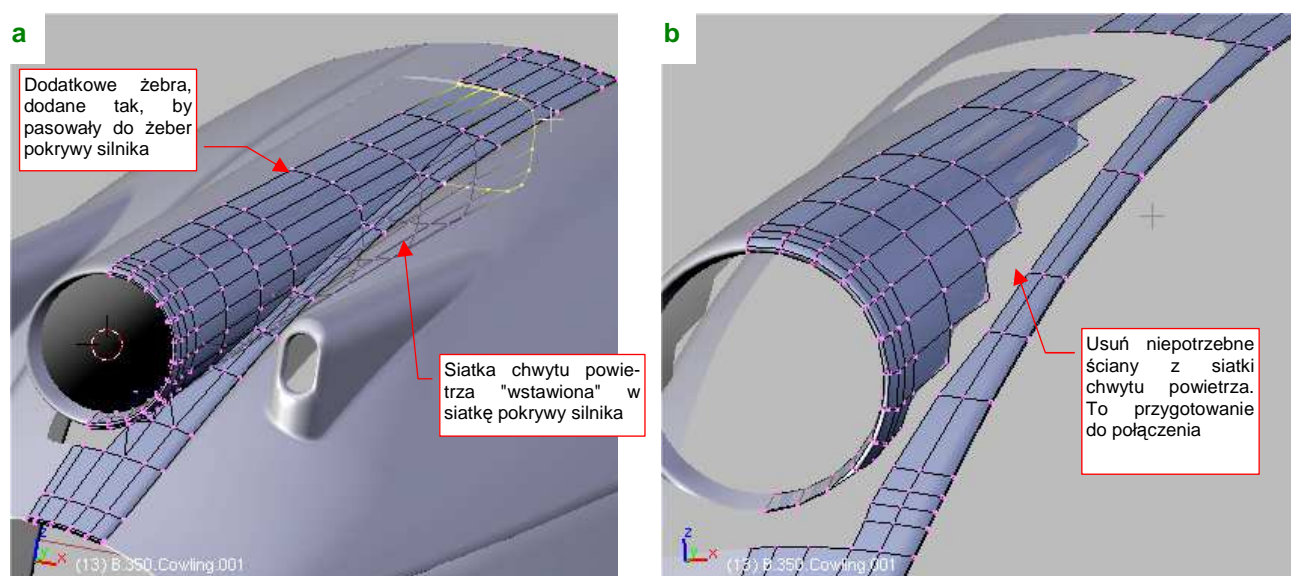 a
Dodatkowe żebra,
dodane tak, by
pasowały do żeber
pokrywy silnika
Siatka chwytu powie-
trza "wstawiona" w
siatkę pokrywy silnika
z
y
x
(13) B.350.Cowling.001
b
Usuń niepotrzebne
ściany z siatki
chwytu powietrza.
To przygotowanie
do połączenia
z
y
x
(13) B.350.Cowling.001